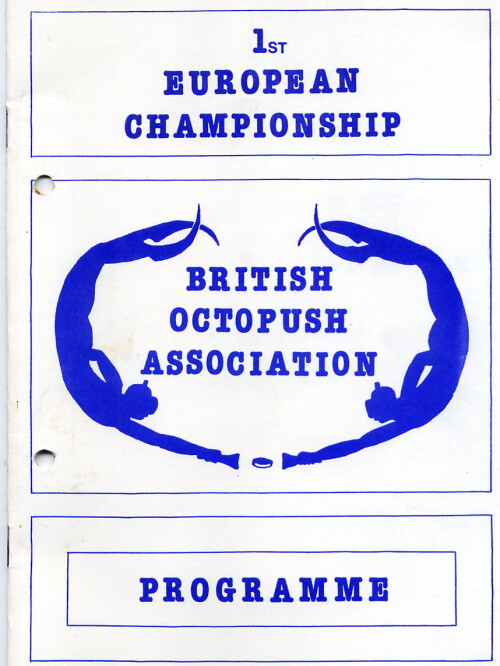 1ST
EUROPEAN
CHAMPIONSHIP
BRITISH
OCTOPUSH
ASSOCIATION
PROGRAMME